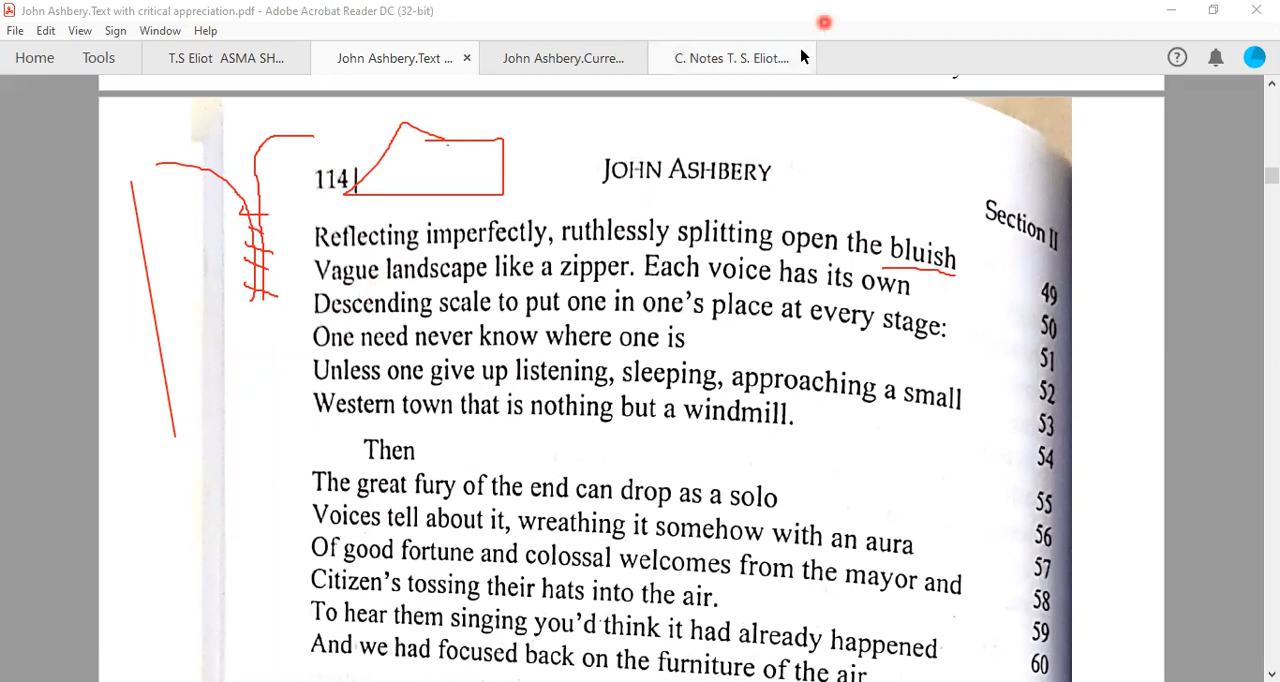 John Ashbery.Text with critical appreciation.pdf - Adobe Acrobat Reader DC (32-bit)
File Edit View Sign Window Help
Home Tools T.S Eliot ASMA SH... John Ashbery.Text ... × John Ashbery.Curre... C. Notes T. S. Eliot....
114| JOHN ASHBERY
Section II
Reflecting imperfectly, ruthlessly splitting open the bluish
Vague landscape like a zipper. Each voice has its own 49
Descending scale to put one in one's place at every stage: 50
One need never know where one is 51
Unless one give up listening, sleeping, approaching a small 52
Western town that is nothing but a windmill. 53
Then 54
The great fury of the end can drop as a solo 55
Voices tell about it, wreathing it somehow with an aura 56
Of good fortune and colossal welcomes from the mayor and 57
Citizen's tossing their hats into the air. 58
To hear them singing you'd think it had already happened 59
And we had focused back on the furniture of the air 60